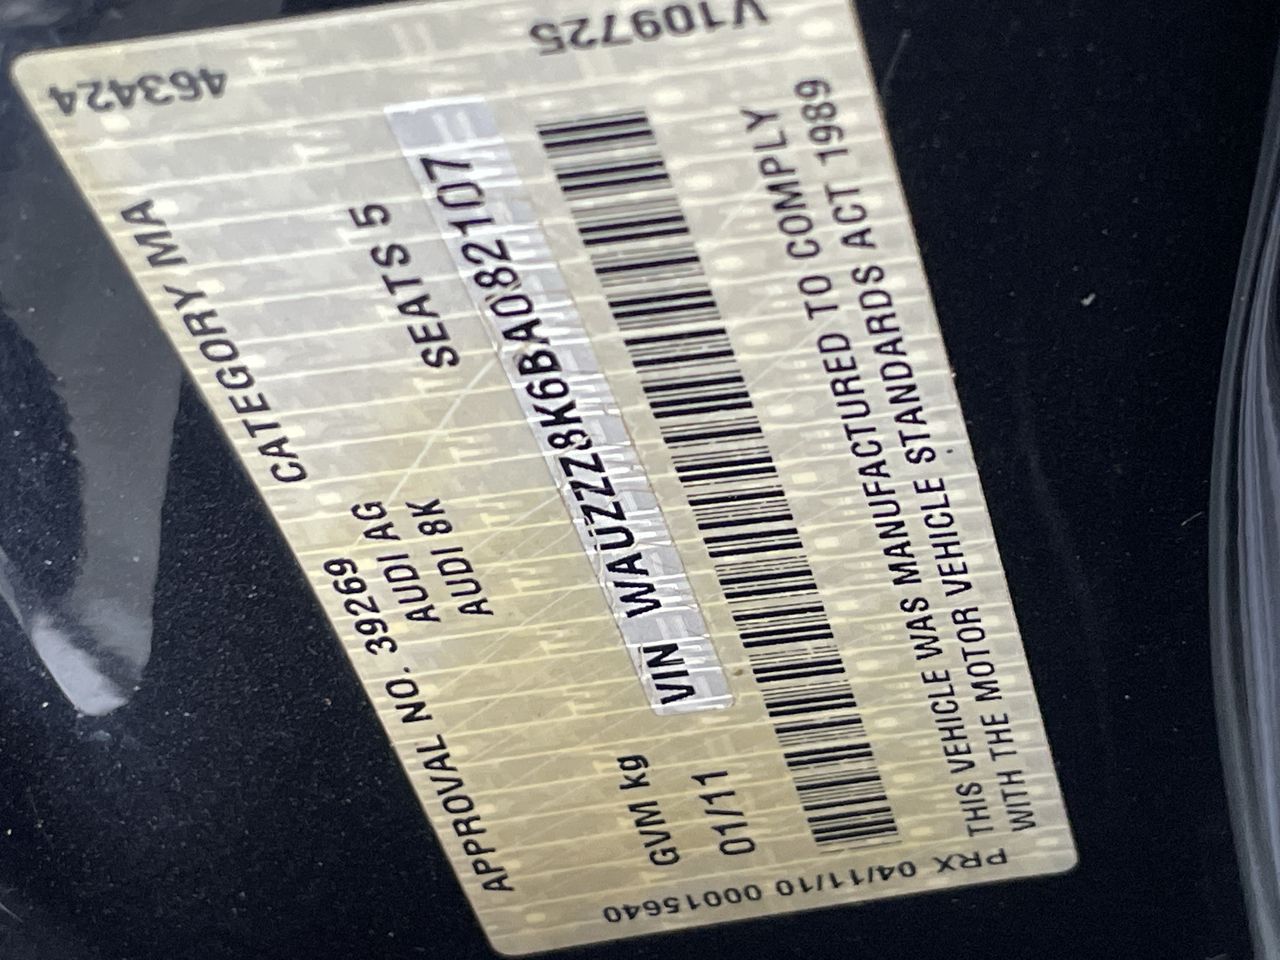 APPROVAL NO. 39269 CATEGORY MA
AUDI AG
AUDI 8K SEATS 5
GVM kg
VIN WAUZZZ8K6BA082107
01/11
THIS VEHICLE WAS MANUFACTURED TO COMPLY
WITH THE MOTOR VEHICLE STANDARDS ACT 1989
463424
V109725
PRX 04/11/10 00015640